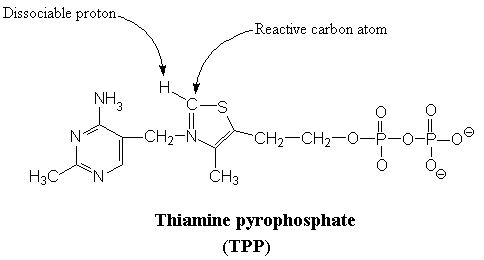 Dissociable proton
Reactive carbon atom
H
C
S
NH3
N
CH2
N
CH2—CH2—O—P—O—P—O⊖
O
O
O
O⊖
H3C
N
CH3
Thiamine pyrophosphate
(TPP)